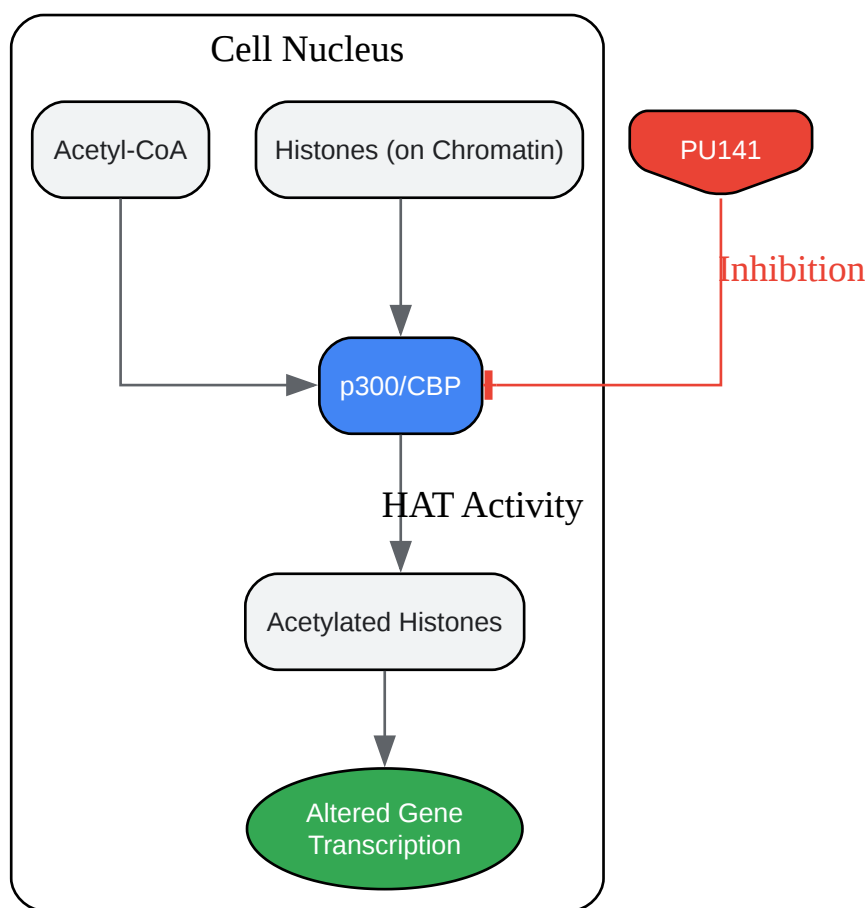 Cell Nucleus
Acetyl-CoA
Histones (on Chromatin)
PU141
Inhibition
p300/CBP
HAT Activity
Acetylated Histones
Altered Gene
Transcription